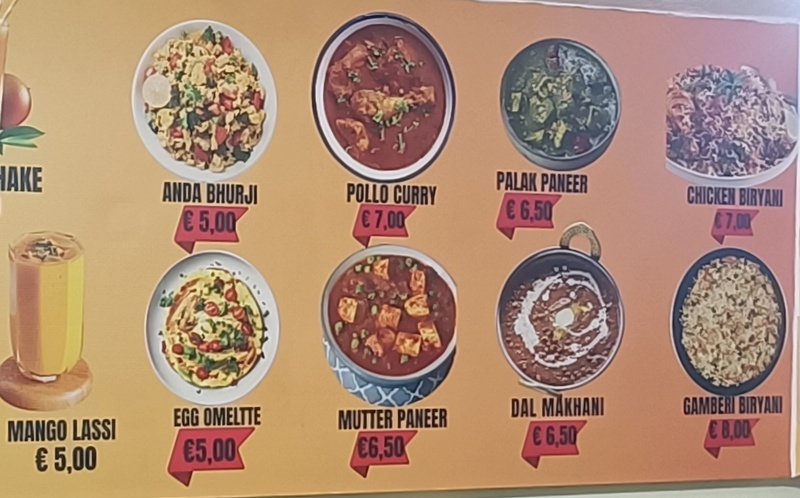 HAKE
ANDA BHURJI
€ 5,00
POLLO CURRY
€ 7,00
PALAK PANEER
€ 6,50
CHICKEN BIRYANI
€ 7,00
MANGO LASSI
€ 5,00
EGG OMELTTE
€5,00
MUTTER PANEER
€6,50
DAL MAKHANI
€ 6,50
GAMBERI BIRYANI
€ 8,00